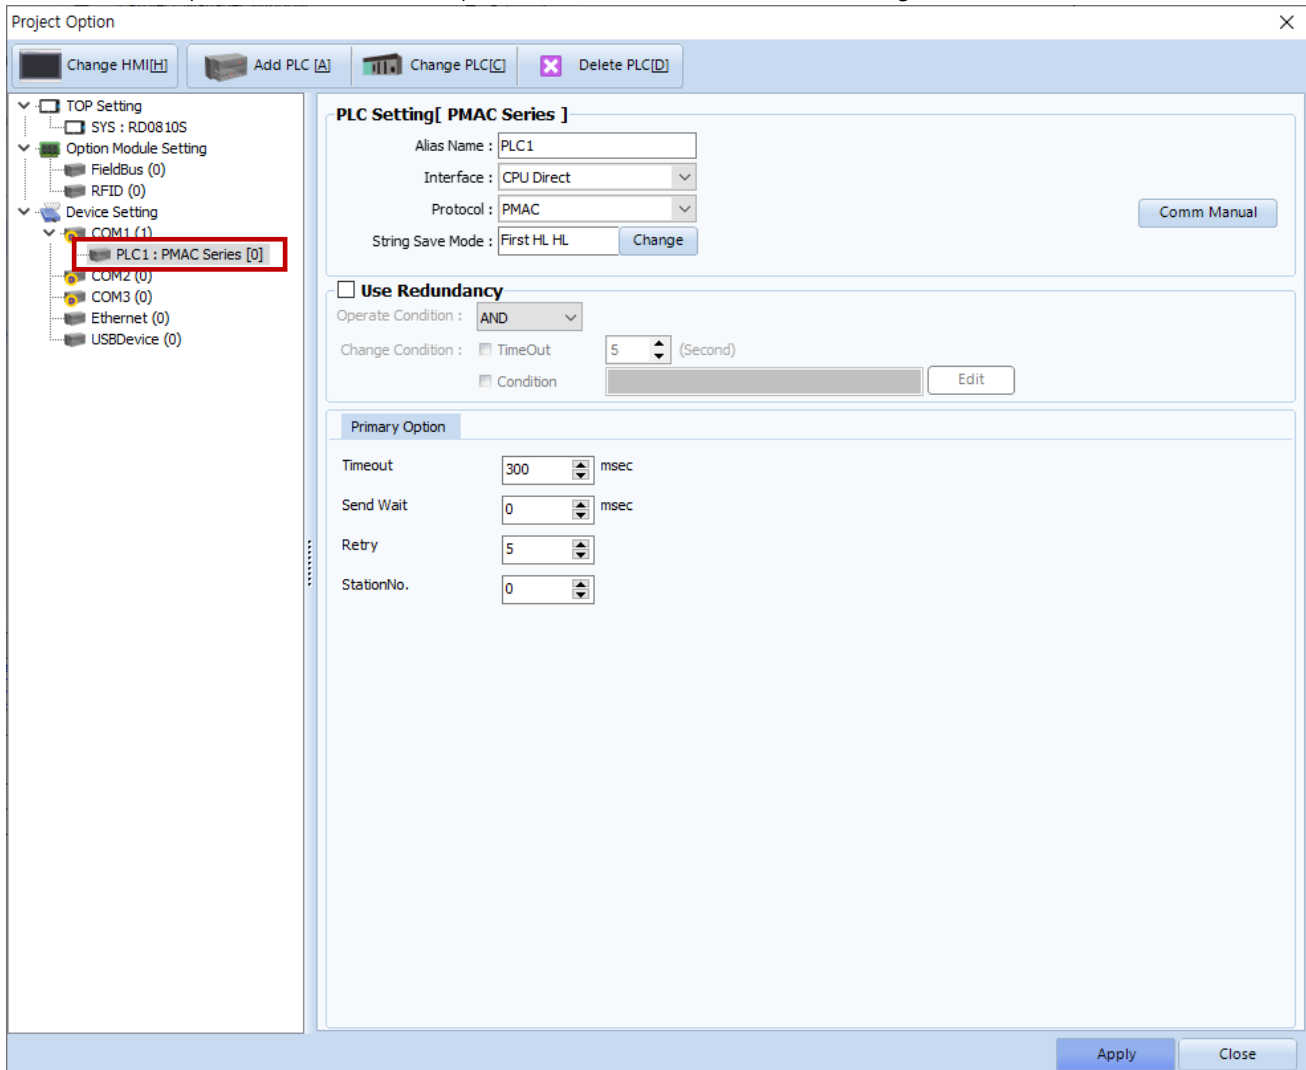 Project Option
Change HMI[H]
Add PLC [A]
Change PLC[C]
Delete PLC[D]
TOP Setting
SYS : RD0810S
Option Module Setting
FieldBus (0)
RFID (0)
Device Setting
COM1 (1)
PLC1 : PMAC Series [0]
COM2 (0)
COM3 (0)
Ethernet (0)
USBDevice (0)
PLC Setting[ PMAC Series ]
Alias Name : PLC1
Interface : CPU Direct
Protocol : PMAC
Comm Manual
String Save Mode : First HL HL Change
Use Redundancy
Operate Condition : AND
Change Condition : TimeOut 5 (Second)
Condition Edit
Primary Option
Timeout 300 msec
Send Wait 0 msec
Retry 5
StationNo. 0
Apply
Close